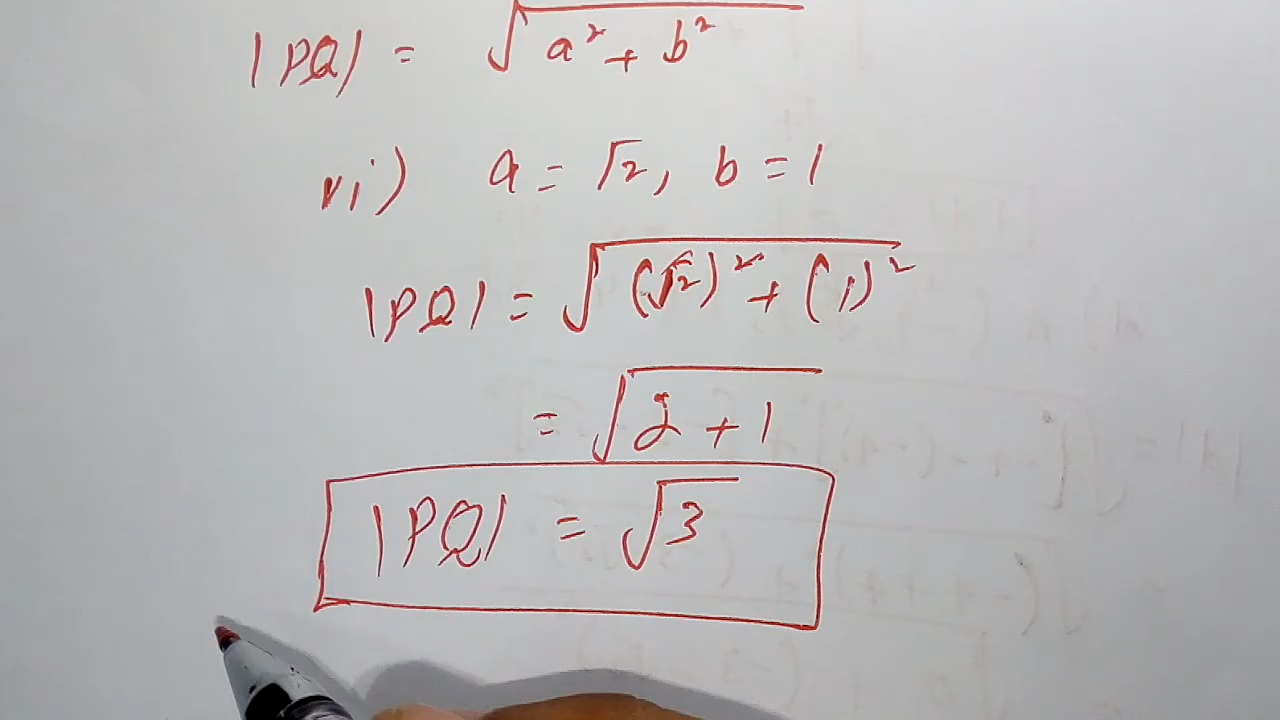 |PQ| = √a² + b²
vi) a = √2, b = 1
|PQ| = √(√2)² + (1)²
= √2 + 1
|PQ| = √3